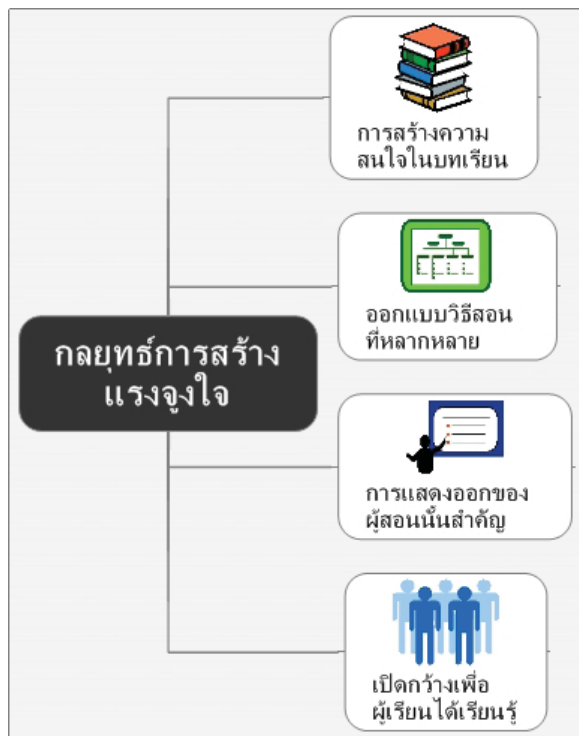 การสร้างความ
สนใจในบทเรียน
ออกแบบวิธีสอน
ที่หลากหลาย
กลยุทธ์การสร้าง
แรงจูงใจ
การแสดงออกของ
ผู้สอนนั้นสำคัญ
เปิดกว้างเพื่อ
ผู้เรียนได้เรียนรู้